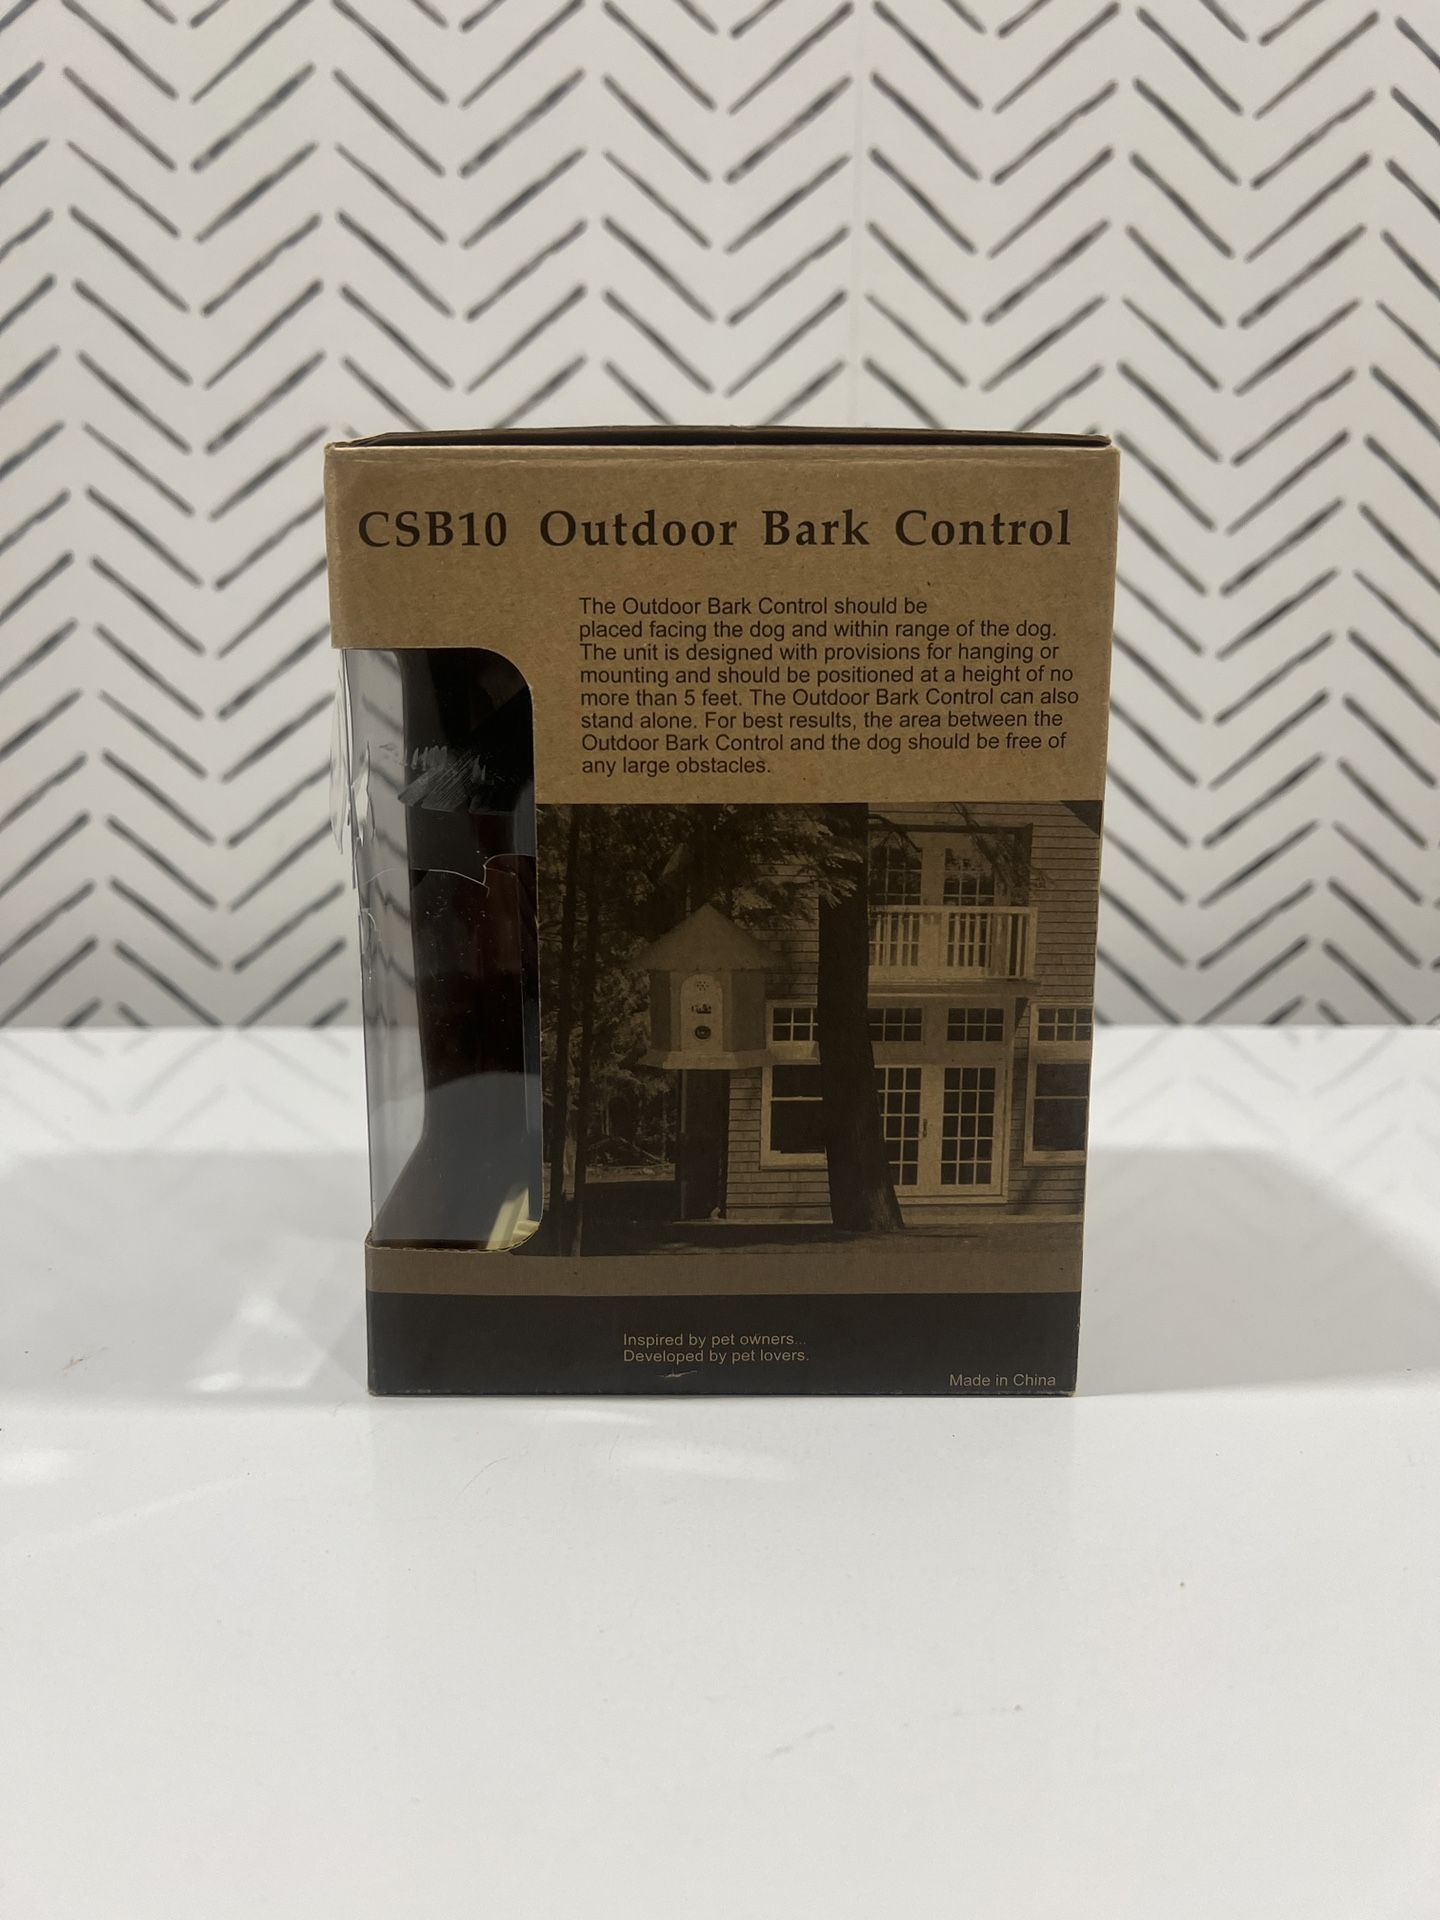 CSB10 Outdoor Bark Control
The Outdoor Bark Control should be
placed facing the dog and within range of the dog.
The unit is designed with provisions for hanging or
mounting and should be positioned at a height of no
more than 5 feet. The Outdoor Bark Control can also
stand alone. For best results, the area between the
Outdoor Bark Control and the dog should be free of
any large obstacles.
Inspired by pet owners...
Developed by pet lovers.
Made in China